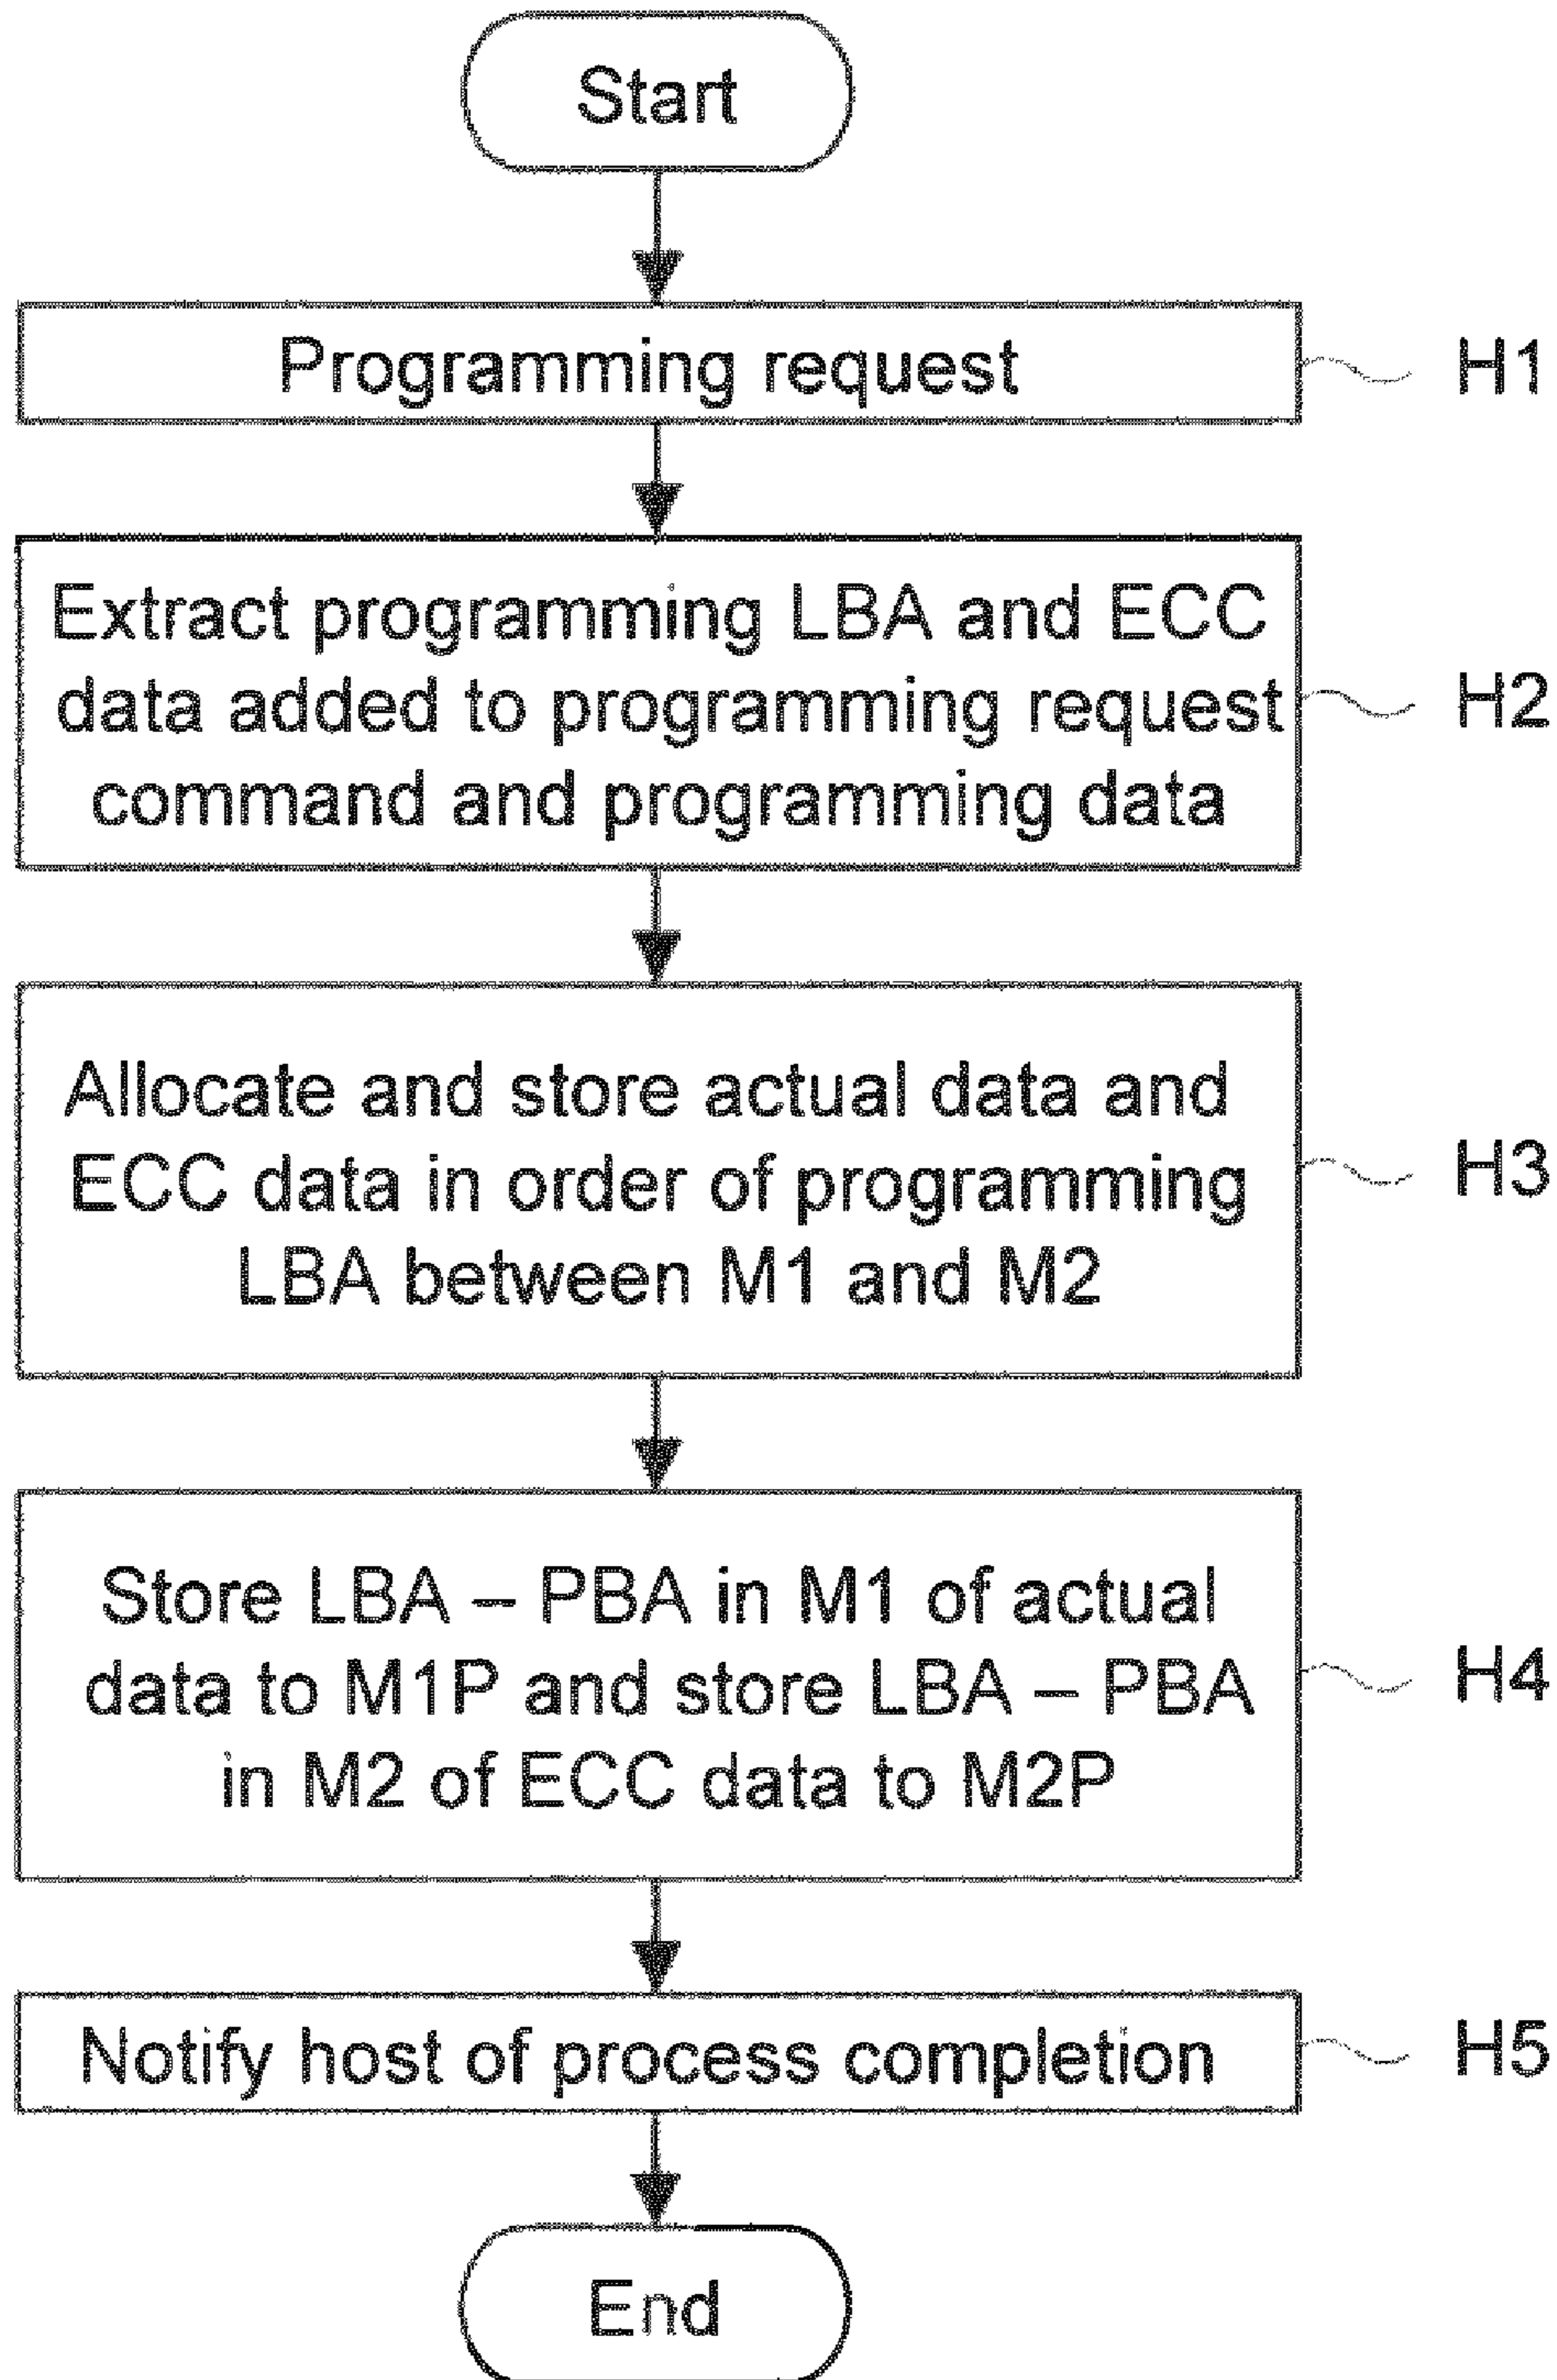 Start
Programming request
H1
Extract programming LBA and ECC
data added to programming request
command and programming data
H2
Allocate and store actual data and
ECC data in order of programming
LBA between M1 and M2
H3
Store LBA – PBA in M1 of actual
data to M1P and store LBA – PBA
in M2 of ECC data to M2P
H4
Notify host of process completion
H5
End